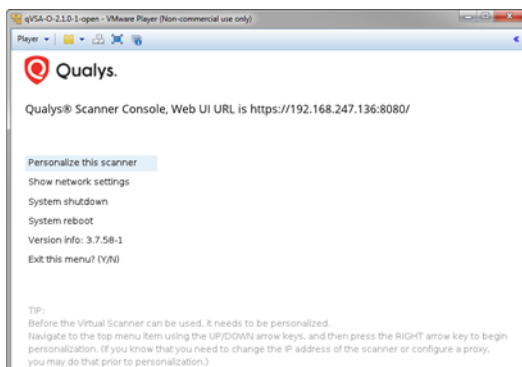 qVSA-O-2.1.0-1-open - VMware Player (Non-commercial use only)
Player
Qualys.
Qualys® Scanner Console, Web UI URL is https://192.168.247.136:8080/
Personalize this scanner
Show network settings
System shutdown
System reboot
Version info: 3.7.58-1
Exit this menu? (Y/N)
TIP:
Before the Virtual Scanner can be used, it needs to be personalized.
Navigate to the top menu item using the UP/DOWN arrow keys, and then press the RIGHT arrow key to begin
personalization. (If you know that you need to change the IP address of the scanner or configure a proxy,
you may do that prior to personalization.)